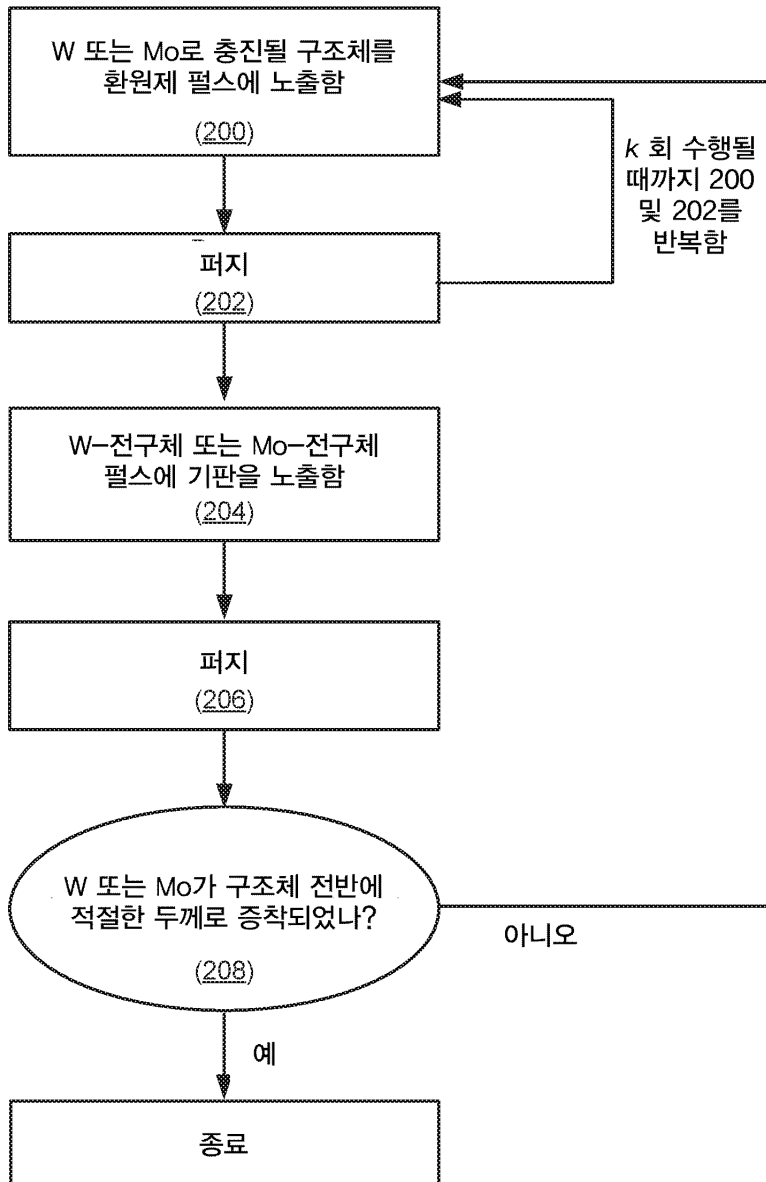 W 또는 Mo로 충진될 구조체를
환원제 펄스에 노출함
(200)
k 회 수행될
때까지 200
및 202를
반복함
퍼지
(202)
W-전구체 또는 Mo-전구체
펄스에 기판을 노출함
(204)
퍼지
(206)
W 또는 Mo가 구조체 전반에
적절한 두께로 증착되었나?
(208)
아니오
예
종료